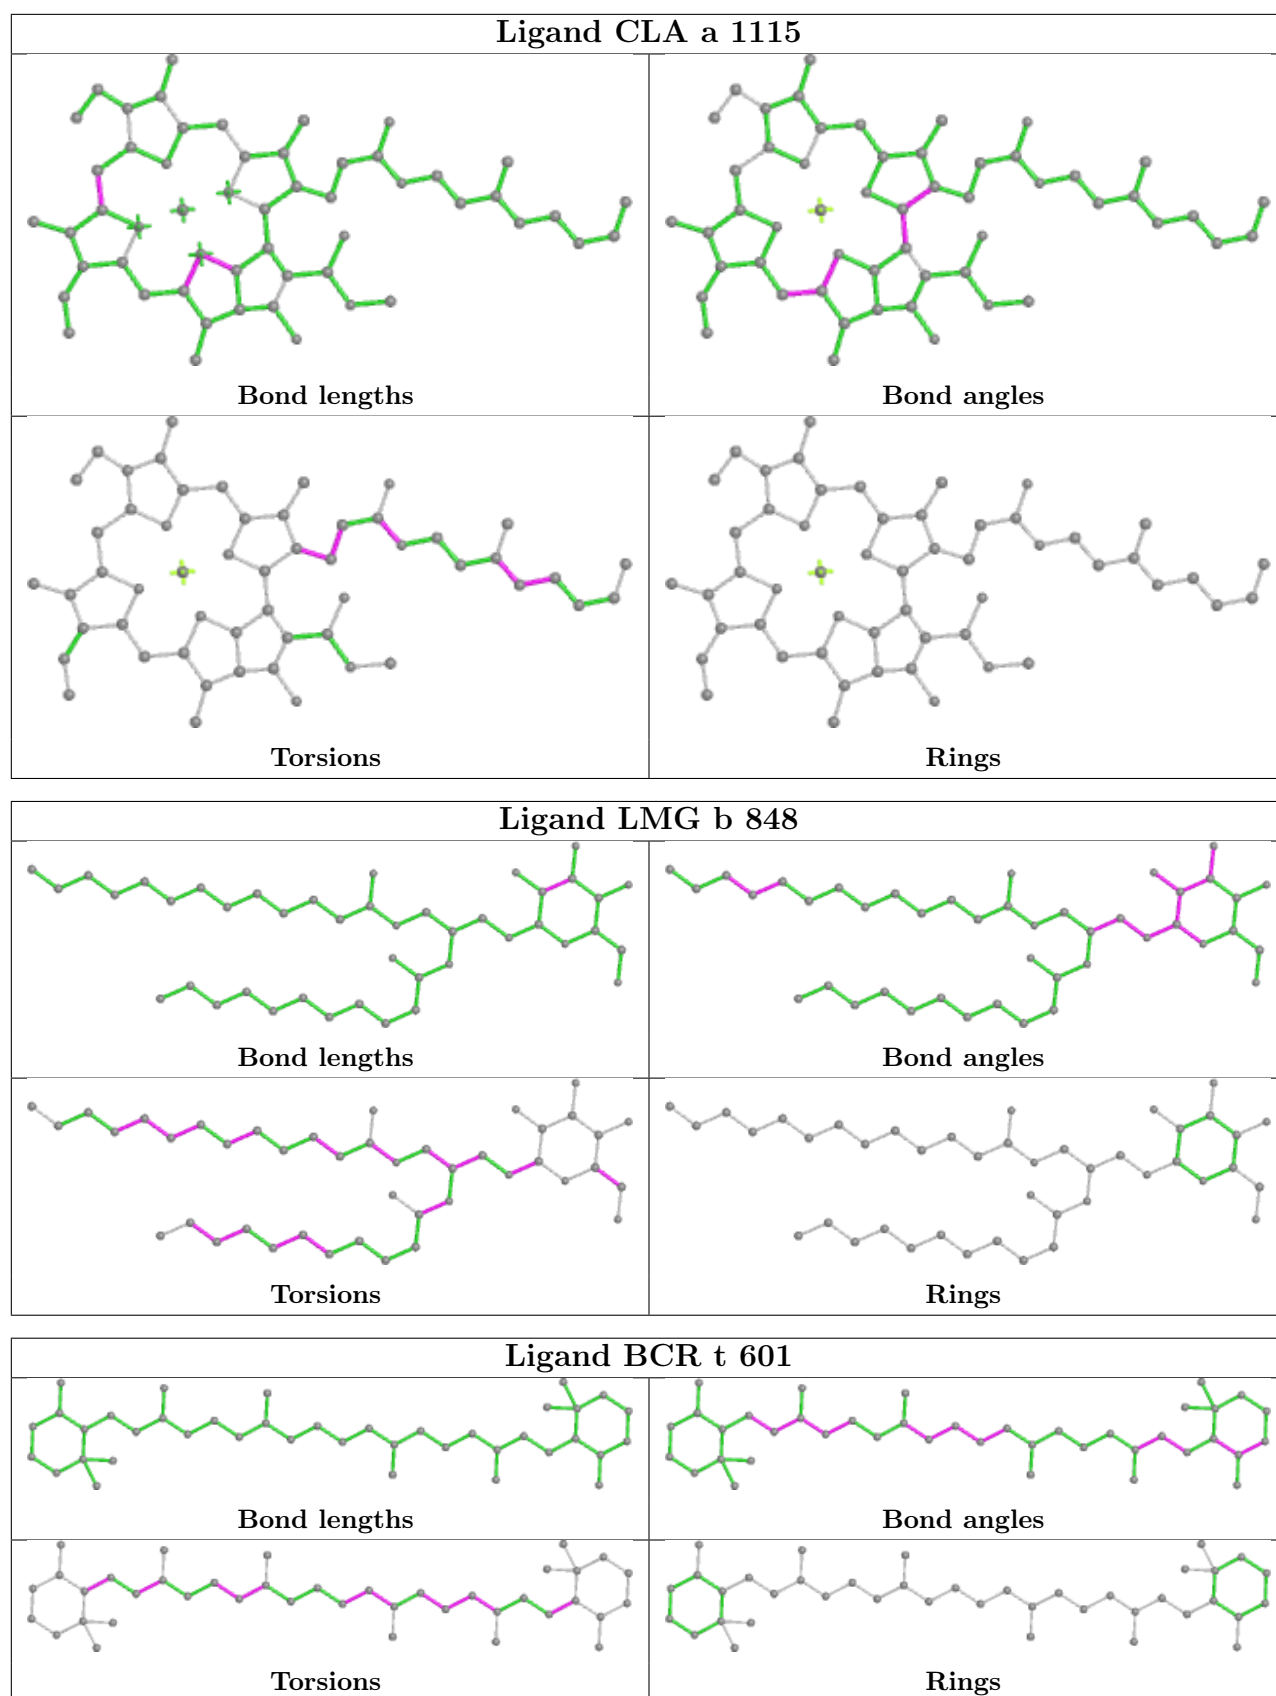 Ligand CLA a 1115
Bond lengths
Bond angles
Torsions
Rings
Ligand LMG b 848
Bond lengths
Bond angles
Torsions
Rings
Ligand BCR t 601
Bond lengths
Bond angles
Torsions
Rings